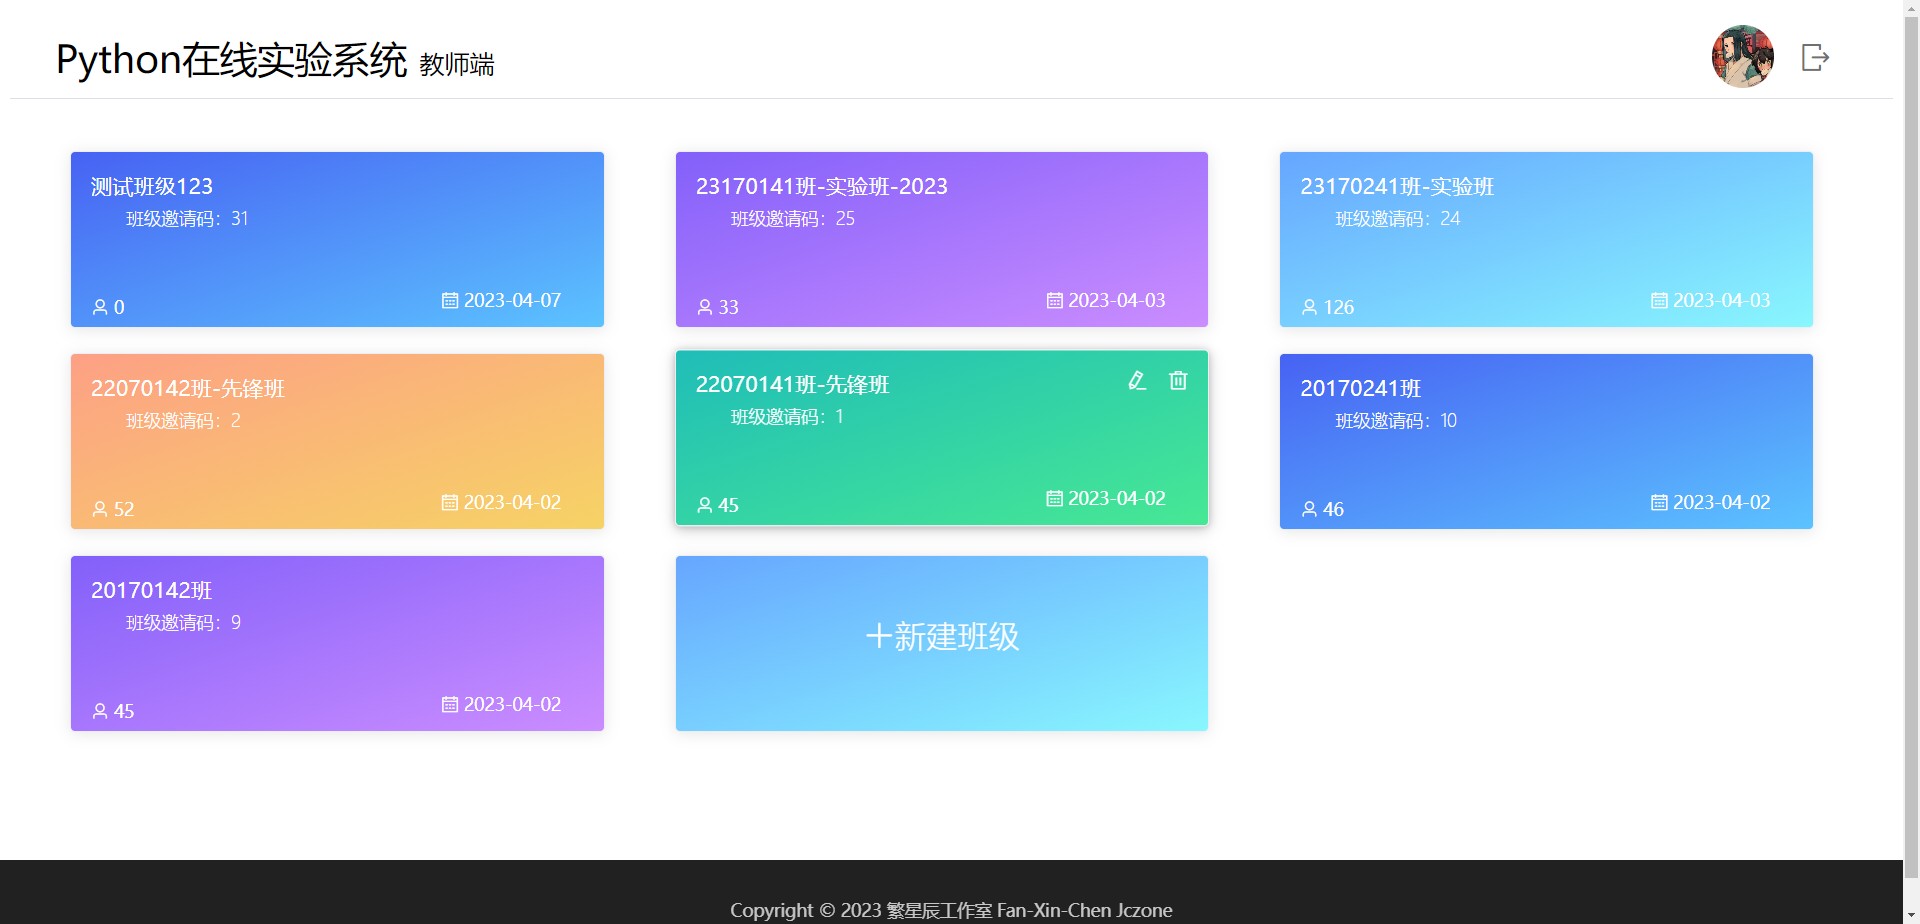 Python在线实验系统 教师端
测试班级123
班级邀请码：31
0
2023-04-07
23170141班-实验班-2023
班级邀请码：25
33
2023-04-03
23170241班-实验班
班级邀请码：24
126
2023-04-03
22070142班-先锋班
班级邀请码：2
52
2023-04-02
22070141班-先锋班
班级邀请码：1
45
2023-04-02
20170241班
班级邀请码：10
46
2023-04-02
20170142班
班级邀请码：9
45
2023-04-02
+新建班级
Copyright © 2023 繁星辰工作室 Fan-Xin-Chen Jczone